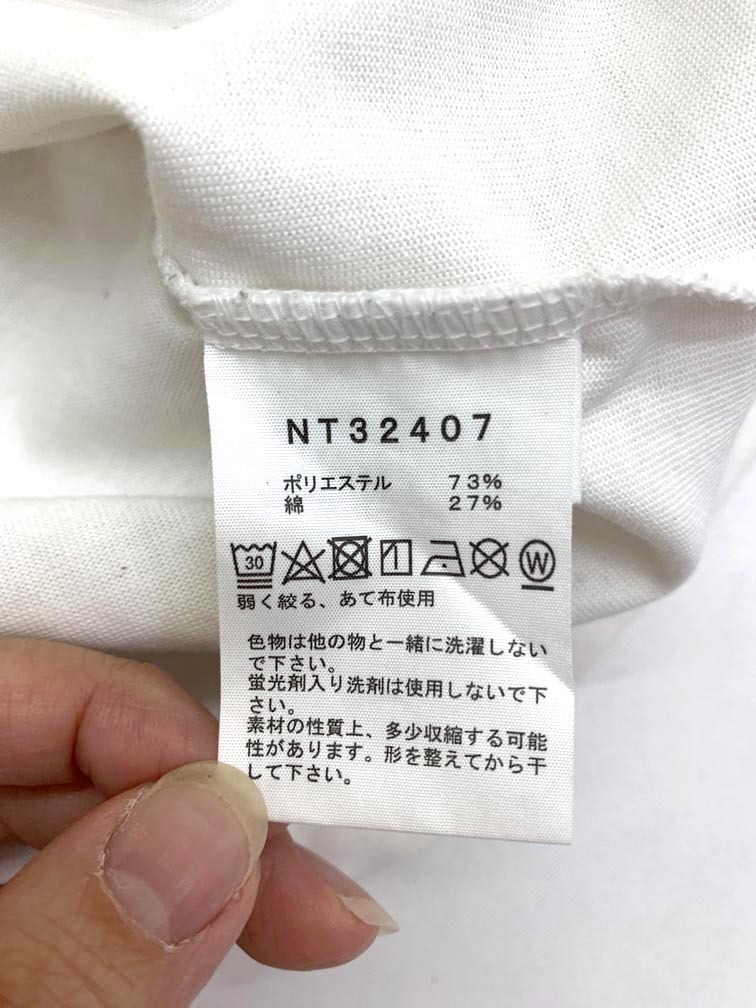 NT32407
ポリエステル 73%
綿 27%
30 W
弱く絞る、あて布使用
色物は他の物と一緒に洗濯しない
で下さい。
蛍光剤入り洗剤は使用しないで下
さい。
素材の性質上、多少収縮する可能
性があります。形を整えてから干
して下さい。